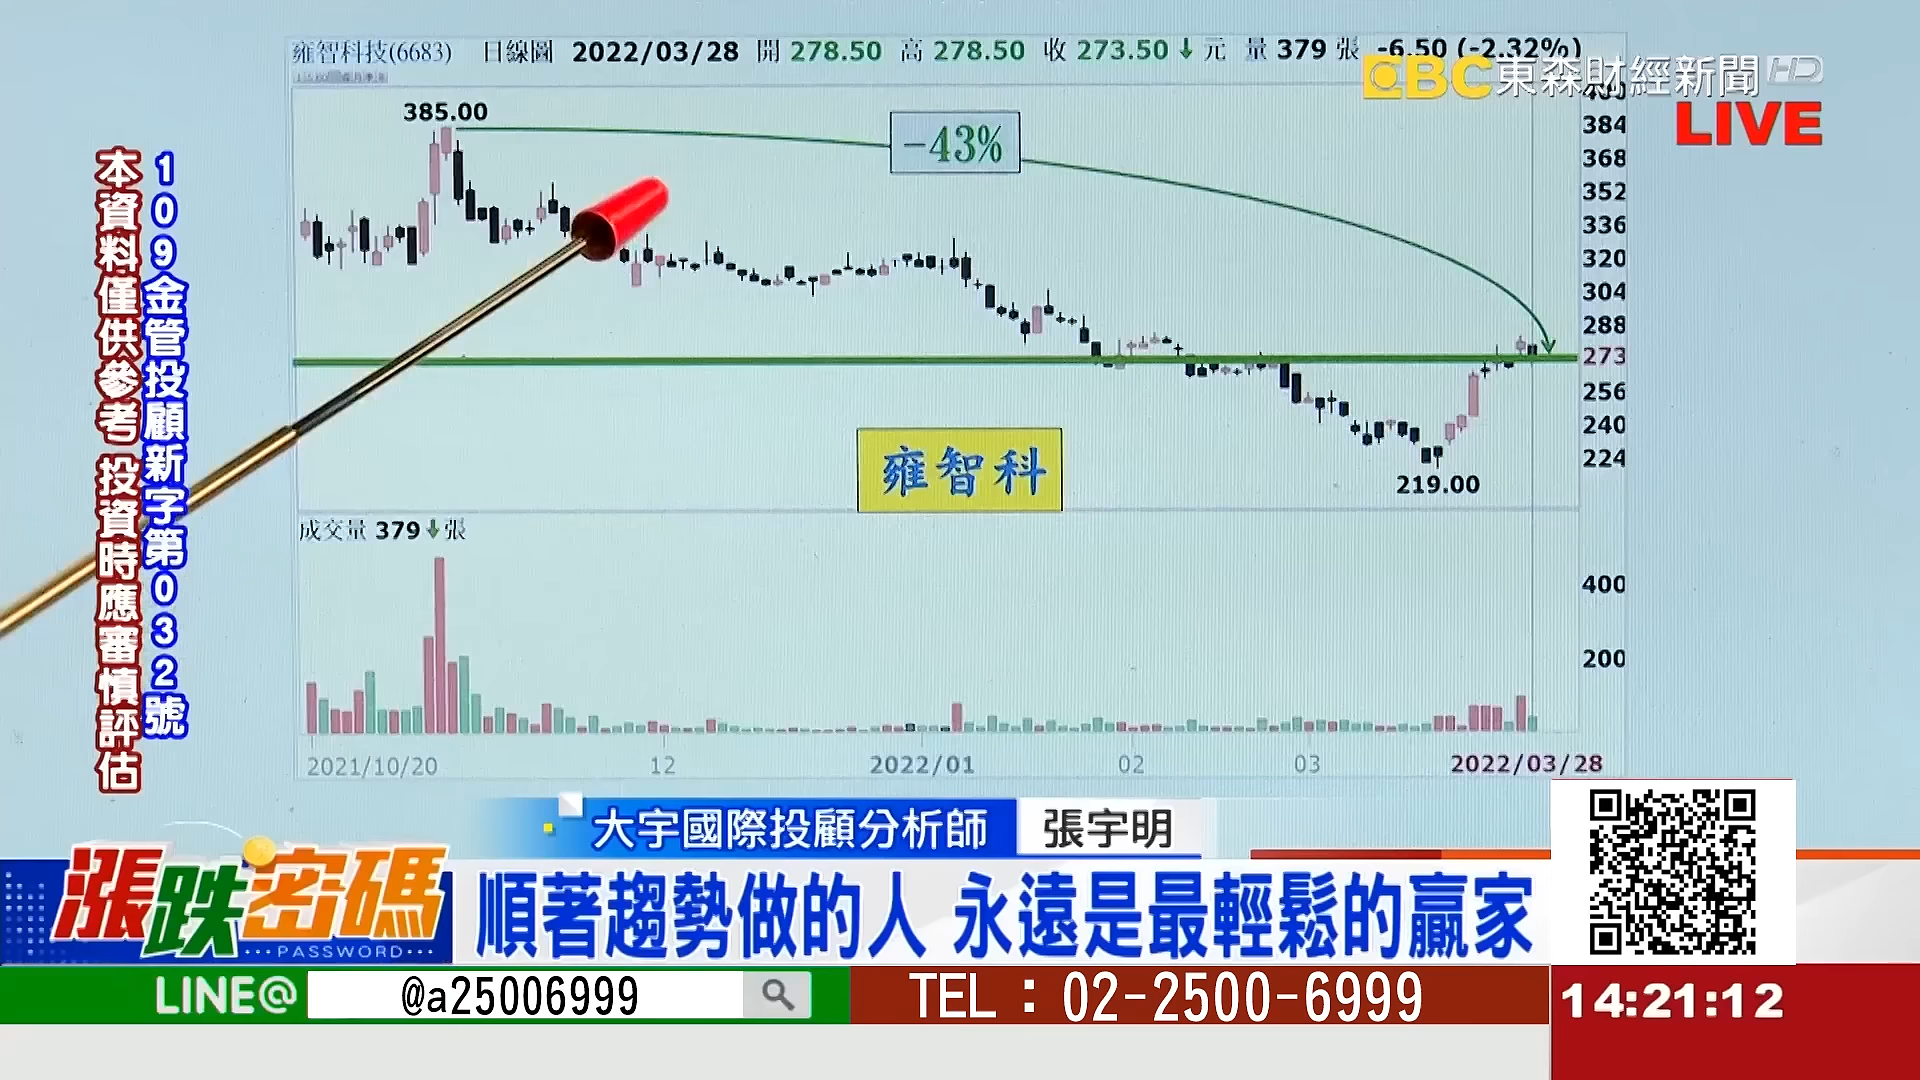 雍智科技(6683) 日線圖 2022/03/28 開 278.50 高 278.50 收 273.50↓元 量 379 張 -6.50 (-2.32%)
EBC東森財經新聞HD
LIVE
385.00
-43%
384
368
352
336
320
304
288
273
256
240
224
雍智科
219.00
成交量 379↓張
400
200
2021/10/20 12 2022/01 02 03 2022/03/28
109金管投顧新字第032號
本資料僅供參考 投資時應審慎評估
大宇國際投顧分析師 張宇明
漲跌密碼
PASSWORD
順著趨勢做的人 永遠是最輕鬆的贏家
LINE@ @a25006999
TEL：02-2500-6999
14:21:12